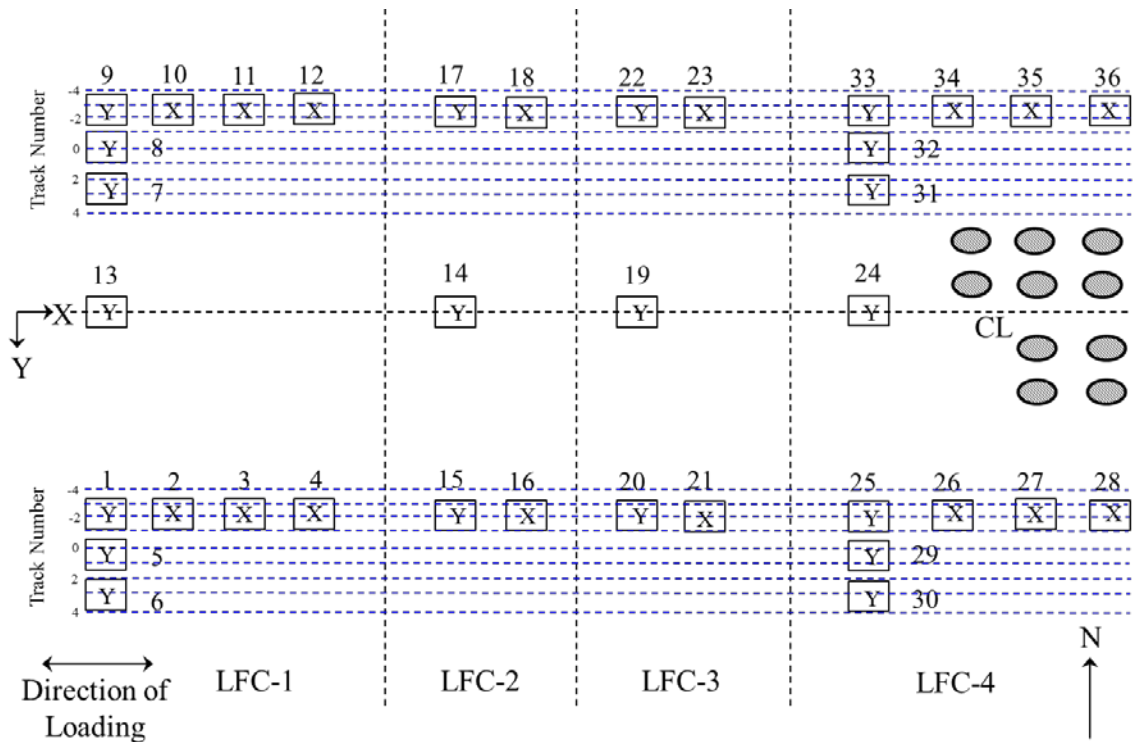 9 10 11 12 17 18 22 23 33 34 35 36
-4
Y X X X Y X Y X Y X X X
-2
Track Number
0
Y 8 Y 32
2
Y 7 Y 31
4
13 14 19 24
X Y Y Y Y
CL
Y
1 2 3 4 15 16 20 21 25 26 27 28
-4
Y X X X Y X Y X Y X X X
-2
Track Number
0
Y 5 Y 29
2
Y 6 Y 30
4
N
Direction of
Loading
LFC-1 LFC-2 LFC-3 LFC-4